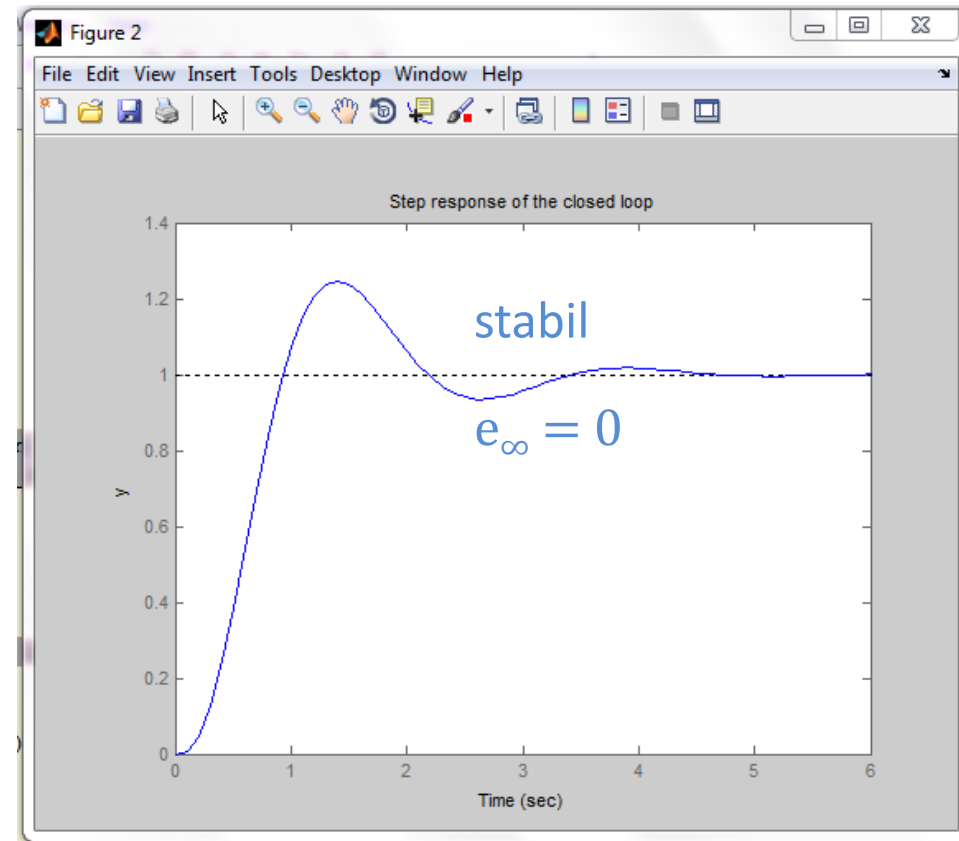 Figure 2
File Edit View Insert Tools Desktop Window Help
Step response of the closed loop
1.4
1.2
1
0.8
0.6
0.4
0.2
0
y
stabil
e∞ = 0
0 1 2 3 4 5 6
Time (sec)